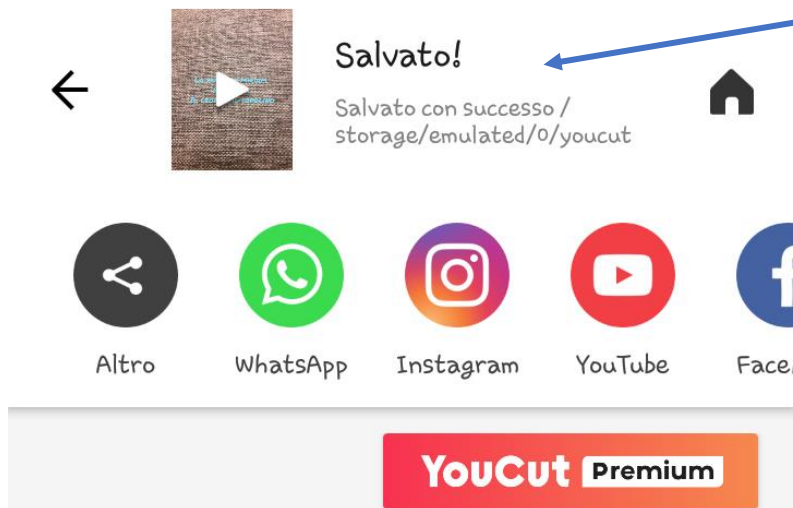 Salvato!
Salvato con successo /
storage/emulated/0/youcut
Altro
WhatsApp
Instagram
YouTube
YouCut Premium